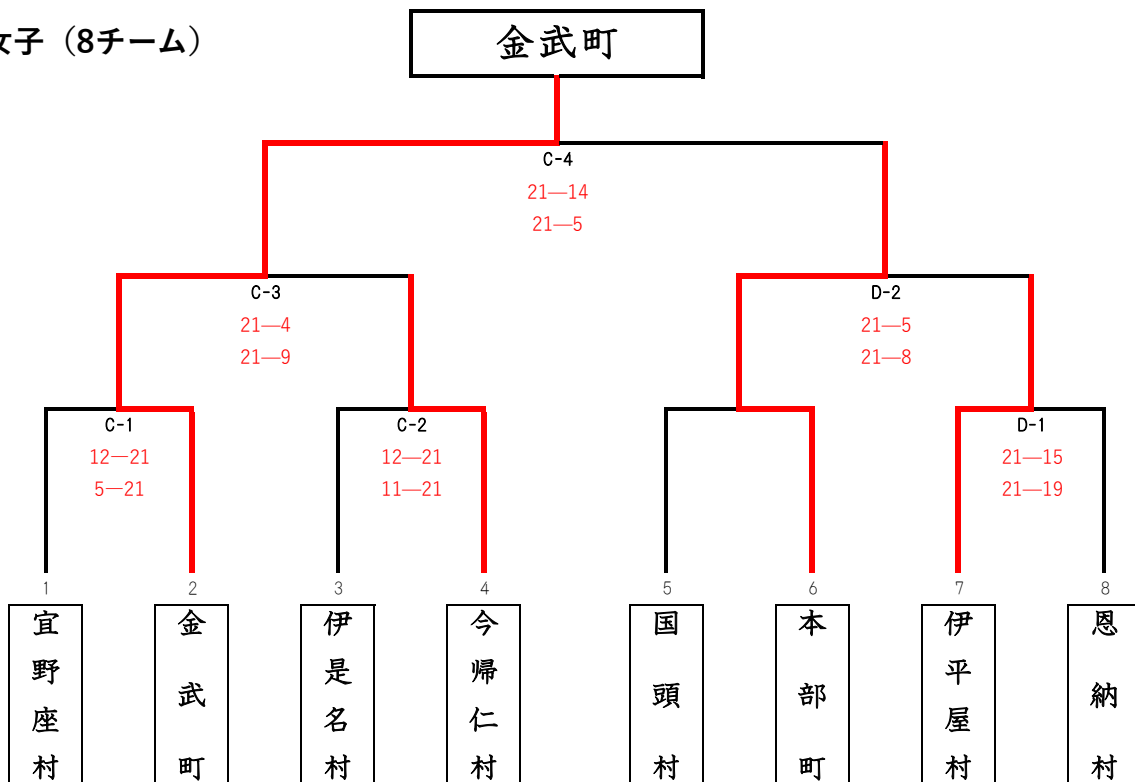 女子（8チーム）
金武町
C-4
21―14
21―5
C-3
21―4
21―9
D-2
21―5
21―8
C-1
12―21
5―21
C-2
12―21
11―21
D-1
21―15
21―19
1
2
3
4
5
6
7
8
宜野座村
金武町
伊是名村
今帰仁村
国頭村
本部町
伊平屋村
恩納村